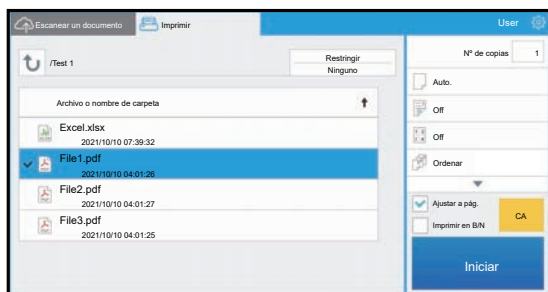 Escanear un documento
Imprimir
User
/Test 1
Restringir
Ninguno
Archivo o nombre de carpeta
Excel.xlsx
2021/10/10 07:39:32
File1.pdf
2021/10/10 04:01:26
File2.pdf
2021/10/10 04:01:27
File3.pdf
2021/10/10 04:01:25
Nº de copias 1
Auto.
Off
Off
Ordenar
Ajustar a pág.
Imprimir en B/N
CA
Iniciar